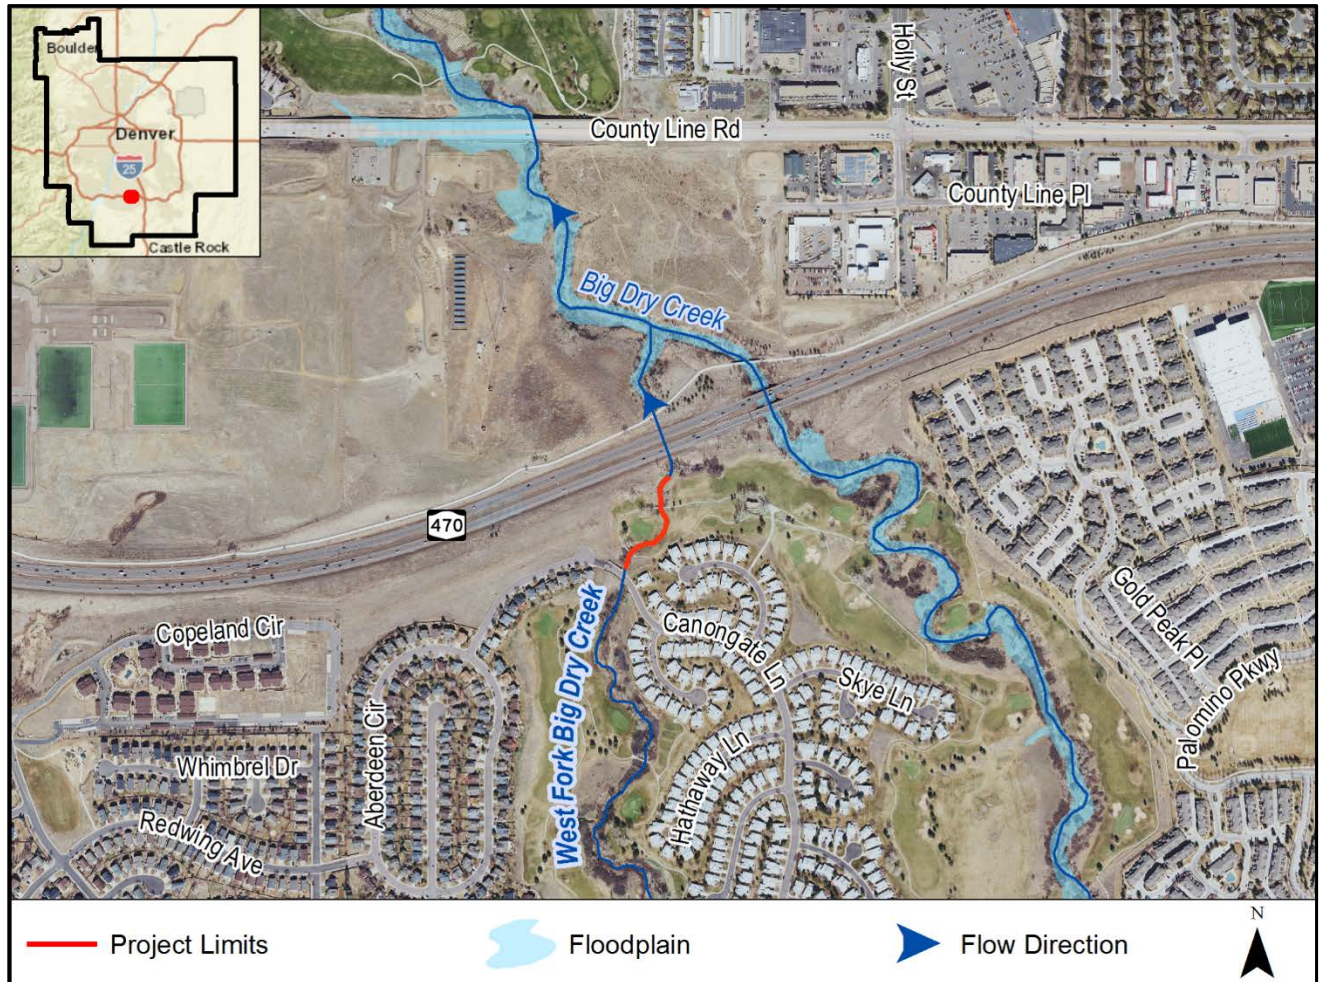 Boulder
Denver
25
Castle Rock
Holly St
County Line Rd
County Line Pl
Big Dry Creek
470
Copeland Cir
Whimbrel Dr
Redwing Ave
Aberdeen Cir
West Fork Big Dry Creek
Canongate Ln
Skye Ln
Hathaway Ln
Gold Peak Pl
Palomino Pkwy
Project Limits
Floodplain
Flow Direction
N